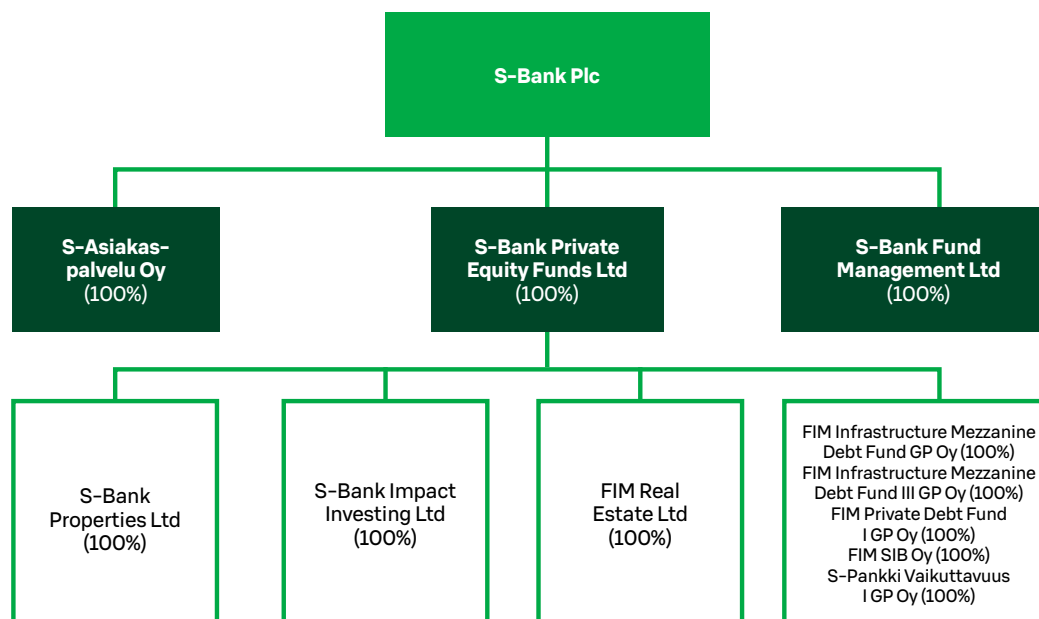 S-Bank Plc
S-Asiakas-
palvelu Oy
(100%)
S-Bank Private
Equity Funds Ltd
(100%)
S-Bank Fund
Management Ltd
(100%)
S-Bank
Properties Ltd
(100%)
S-Bank Impact
Investing Ltd
(100%)
FIM Real
Estate Ltd
(100%)
FIM Infrastructure Mezzanine
Debt Fund GP Oy (100%)
FIM Infrastructure Mezzanine
Debt Fund III GP Oy (100%)
FIM Private Debt Fund
I GP Oy (100%)
FIM SIB Oy (100%)
S-Pankki Vaikuttavuus
I GP Oy (100%)